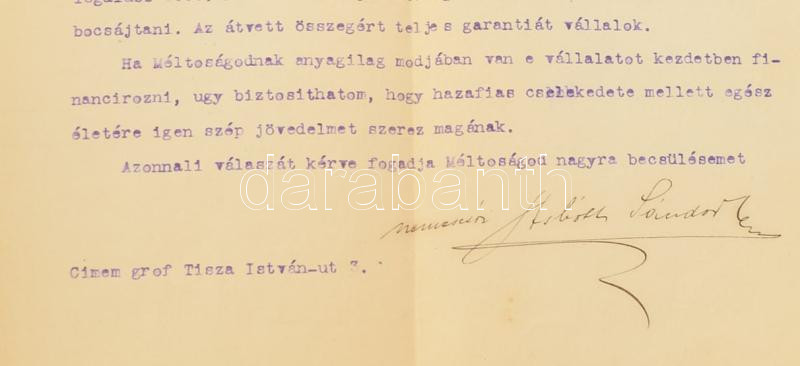 bocsájtani. Az átvett összegért teljes garantiát vállalok.
Ha Méltoságodnak anyagilag modjában van e vállalatot kezdetben fi-
nancirozni, ugy biztosithatom, hogy hazafias cselekedete mellett egész
életére igen szép jövedelmet szerez magának.
Azonnali válaszát kérve fogadja Méltoságod nagyra becsülésemet
darabanth
Sándor
Cimem grof Tisza István-ut 3.